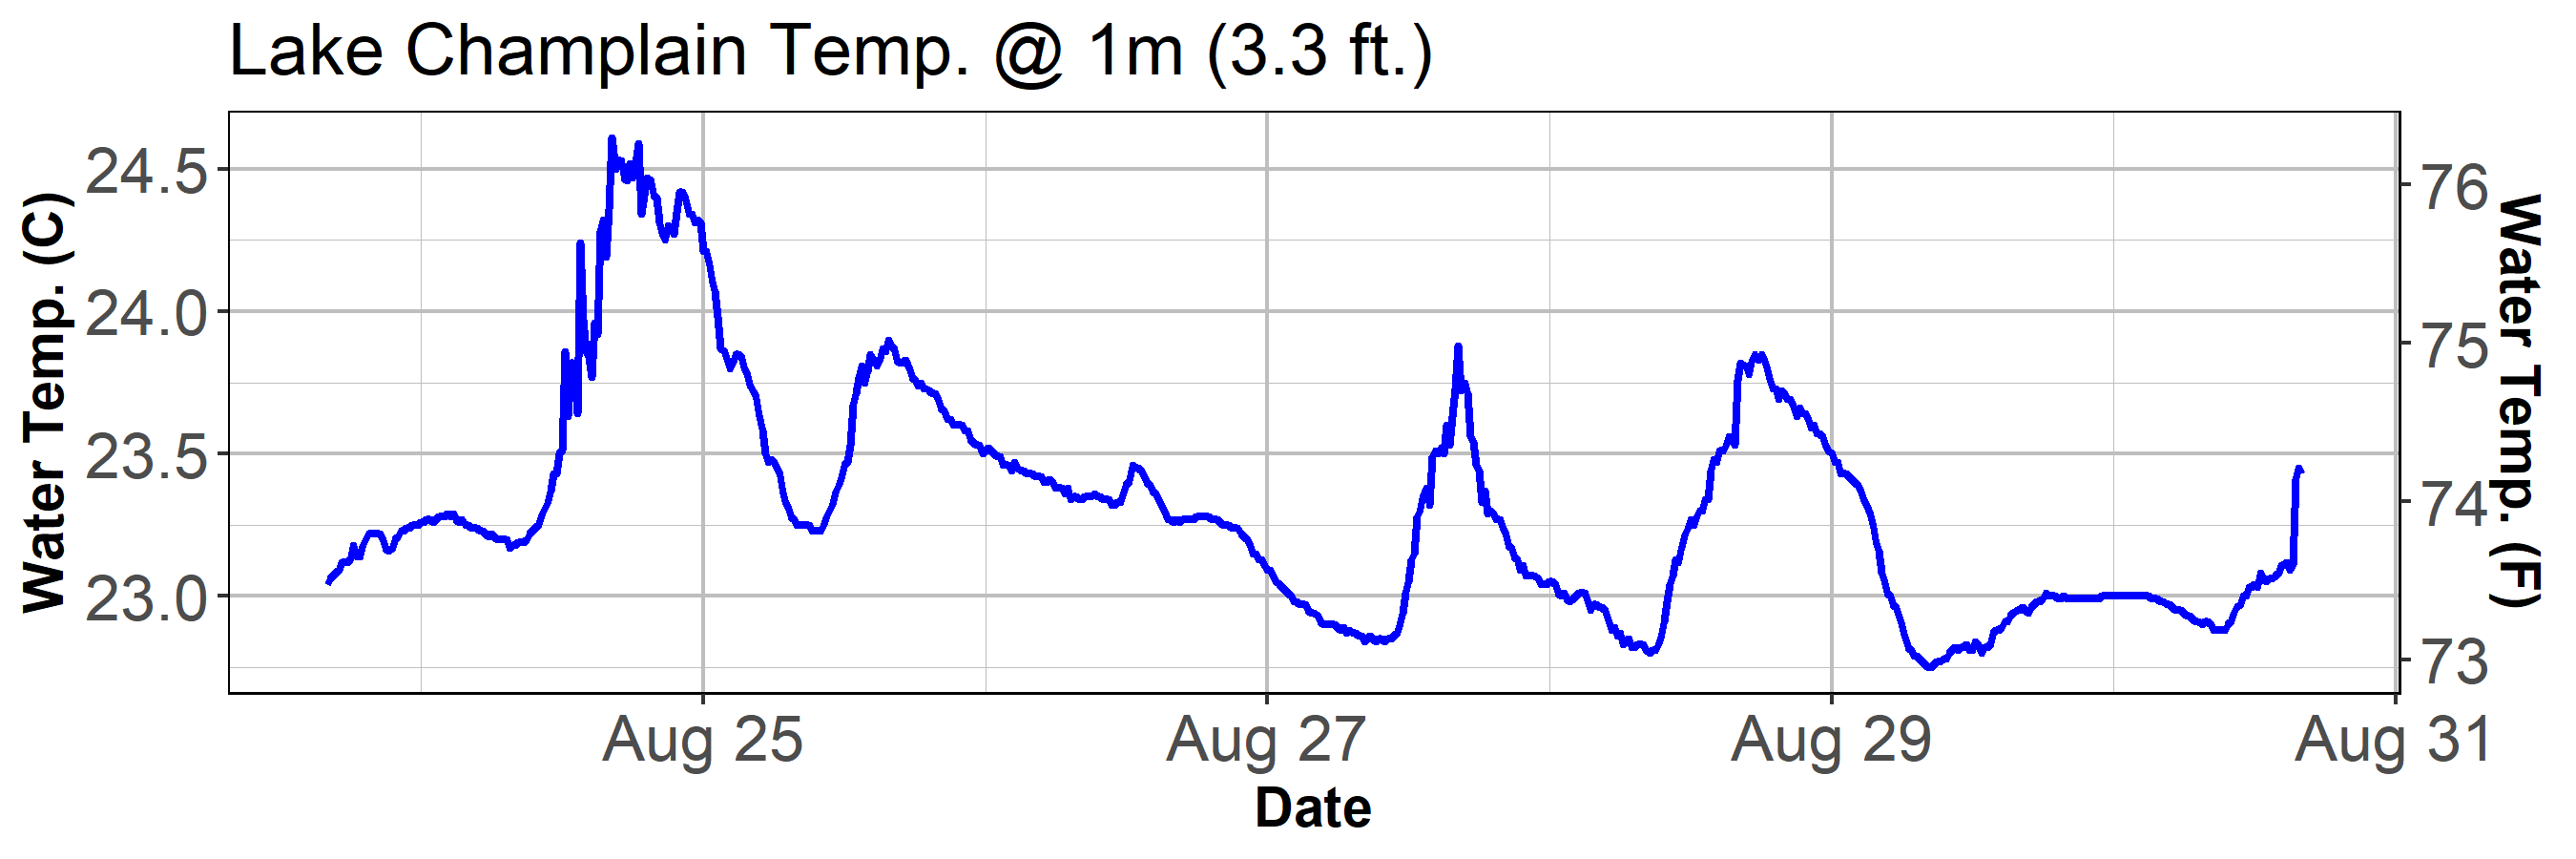 Lake Champlain Temp. @ 1m (3.3 ft.)
Water Temp. (C)
24.5
24.0
23.5
23.0
76
75
74
73
Water Temp. (F)
Aug 25 Aug 27 Aug 29 Aug 31
Date